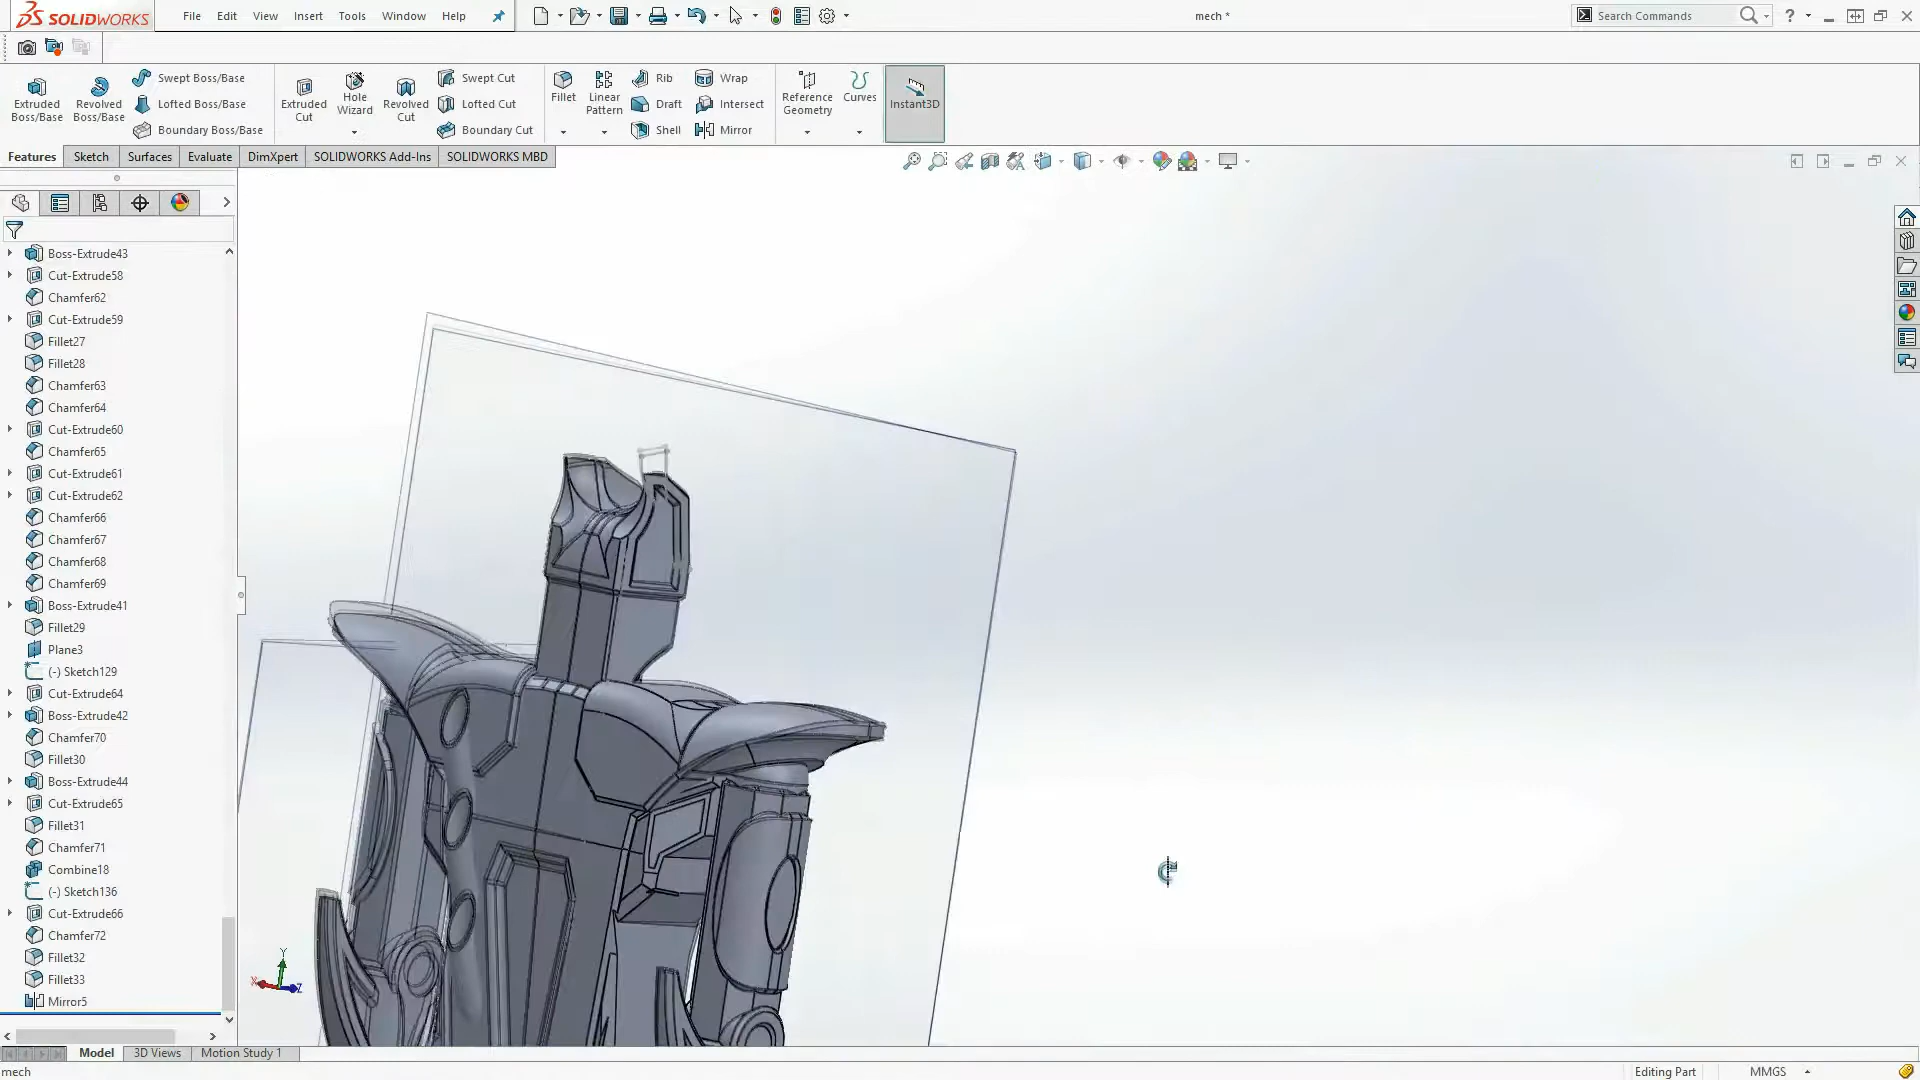 SOLIDWORKS File Edit View Insert Tools Window Help mech * Search Commands ?
Extruded Boss/Base
Revolved Boss/Base
Swept Boss/Base
Lofted Boss/Base
Boundary Boss/Base
Extruded Cut
Hole Wizard
Revolved Cut
Swept Cut
Lofted Cut
Boundary Cut
Fillet
Linear Pattern
Rib
Draft
Shell
Wrap
Intersect
Mirror
Reference Geometry
Curves
Instant3D
Features Sketch Surfaces Evaluate DimXpert SOLIDWORKS Add-Ins SOLIDWORKS MBD
Boss-Extrude43
Cut-Extrude58
Chamfer62
Cut-Extrude59
Fillet27
Fillet28
Chamfer63
Chamfer64
Cut-Extrude60
Chamfer65
Cut-Extrude61
Cut-Extrude62
Chamfer66
Chamfer67
Chamfer68
Chamfer69
Boss-Extrude41
Fillet29
Plane3
(-) Sketch129
Cut-Extrude64
Boss-Extrude42
Chamfer70
Fillet30
Boss-Extrude44
Cut-Extrude65
Fillet31
Chamfer71
Combine18
(-) Sketch136
Cut-Extrude66
Chamfer72
Fillet32
Fillet33
Mirror5
Y
X
Z
Model 3D Views Motion Study 1
mech Editing Part MMGS